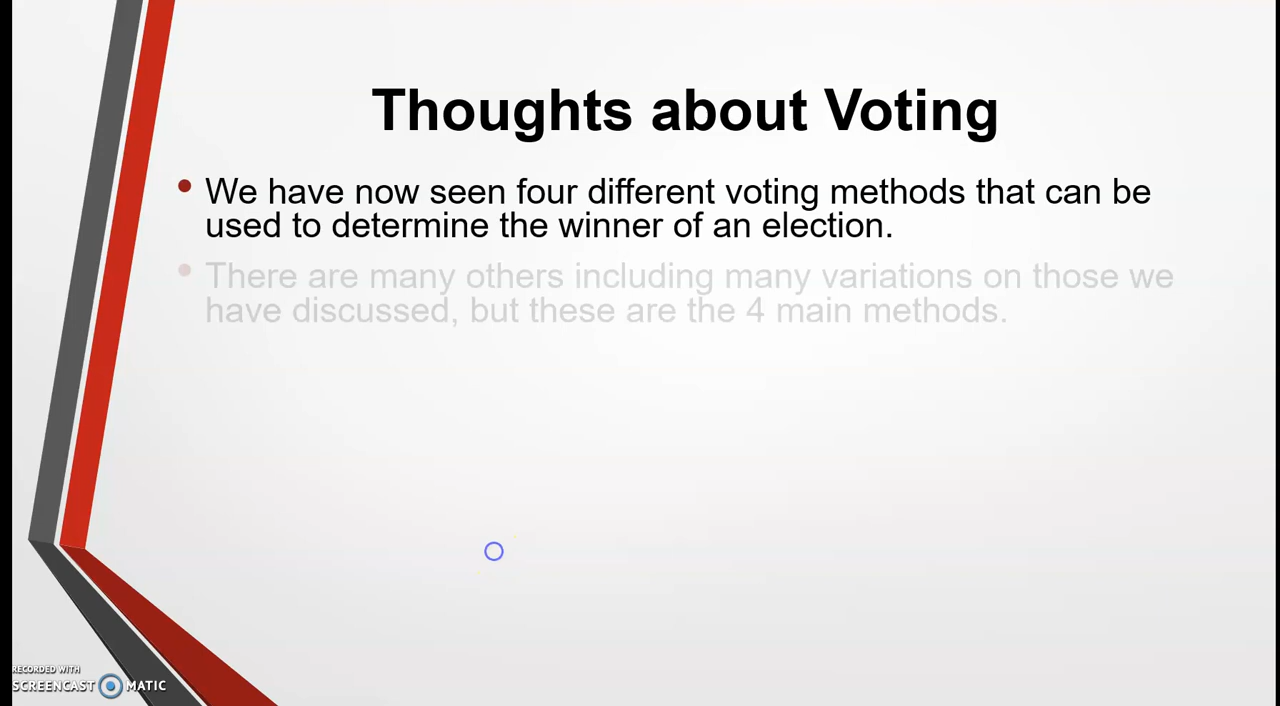 Thoughts about Voting
We have now seen four different voting methods that can be
used to determine the winner of an election.
There are many others including many variations on those we
have discussed, but these are the 4 main methods.
RECORDED WITH
SCREENCAST MATIC